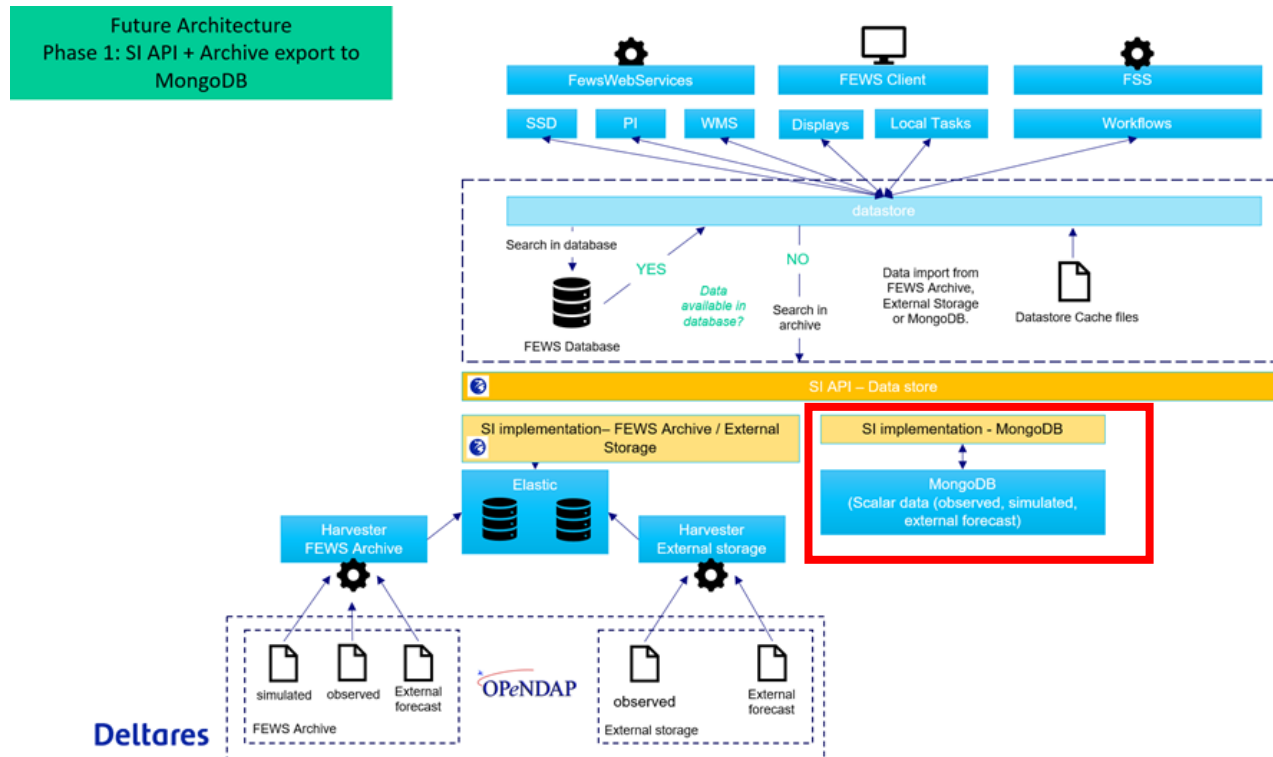 Future Architecture
Phase 1: SI API + Archive export to
MongoDB
FewsWebServices
FEWS Client
FSS
SSD
PI
WMS
Displays
Local Tasks
Workflows
datastore
Search in database
YES
NO
Data
available in
database?
Search in
archive
Data import from
FEWS Archive,
External Storage
or MongoDB.
Datastore Cache files
FEWS Database
SI API – Data store
SI implementation– FEWS Archive / External
Storage
SI implementation - MongoDB
Elastic
MongoDB
(Scalar data (observed, simulated,
external forecast)
Harvester
FEWS Archive
Harvester
External storage
simulated
observed
External
forecast
FEWS Archive
OPeNDAP
observed
External
forecast
External storage
Deltares